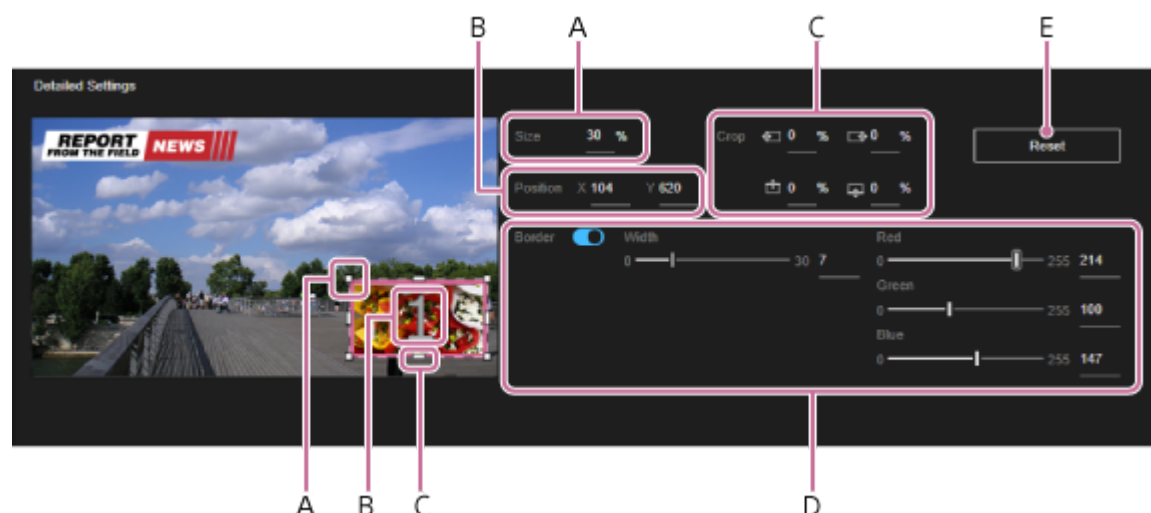 B A C E
Detailed Settings
REPORT
FROM THE FIELD
NEWS
Size 30 %
Crop 0 % 0 %
Reset
Position X 104 Y 620
0 % 0 %
Border Width Red
0 30 7 0 255 214
Green
0 255 100
Blue
0 255 147
A
B 1
C
A B C D